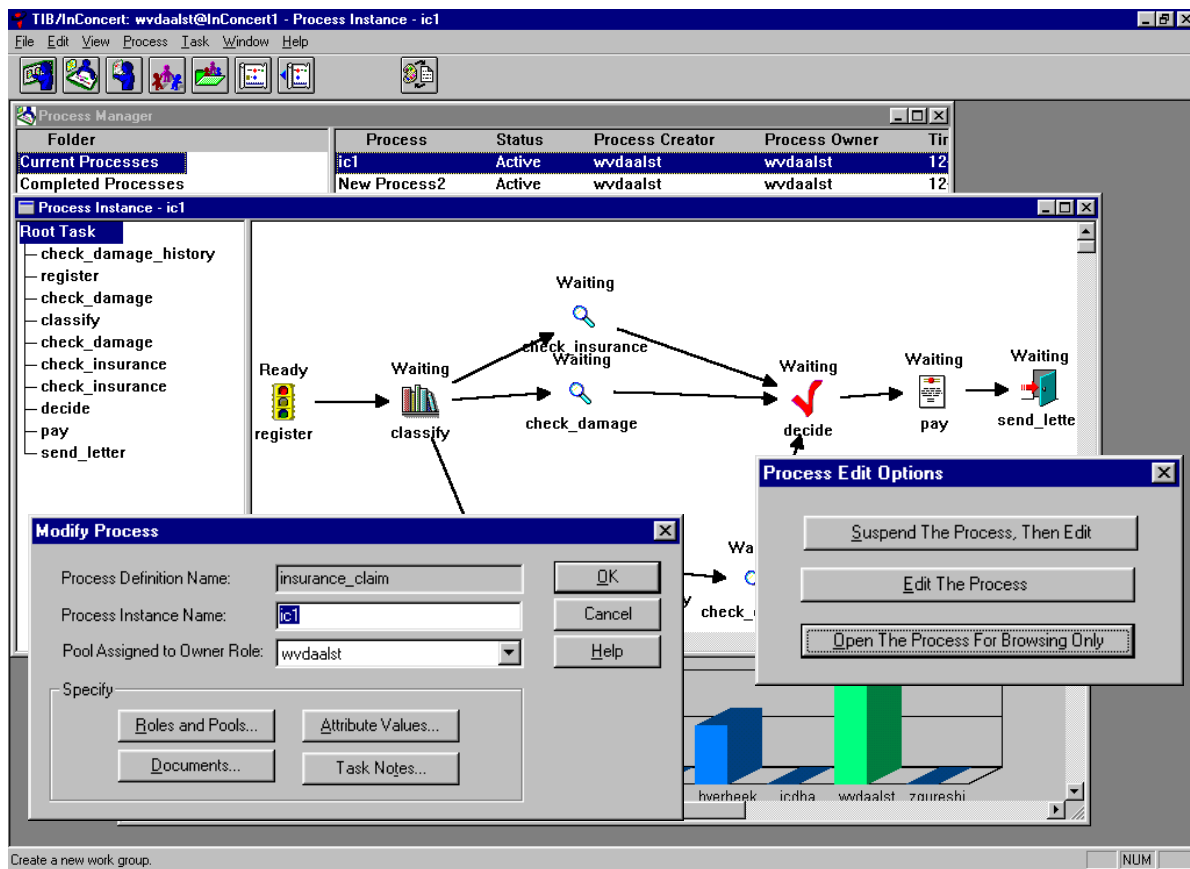 TIB/InConcert: wvdaalst@InConcert1 - Process Instance - ic1
File Edit View Process Task Window Help
Process Manager
Folder Process Status Process Creator Process Owner Tir
Current Processes ic1 Active wvdaalst wvdaalst 12
Completed Processes New Process2 Active wvdaalst wvdaalst 12
Process Instance - ic1
Root Task
check_damage_history
register
check_damage
classify
check_damage
check_insurance
check_insurance
decide
pay
send_letter
Waiting
check_insurance
Waiting
check_damage
Ready
register
Waiting
classify
Waiting
decide
Waiting
pay
Waiting
send_lette
Wa
y
check_
Process Edit Options
Suspend The Process, Then Edit
Edit The Process
Open The Process For Browsing Only
Modify Process
Process Definition Name: insurance_claim
Process Instance Name: ic1
Pool Assigned to Owner Role: wvdaalst
OK
Cancel
Help
Specify
Roles and Pools... Attribute Values...
Documents... Task Notes...
wvdaalst
Create a new work group. NUM